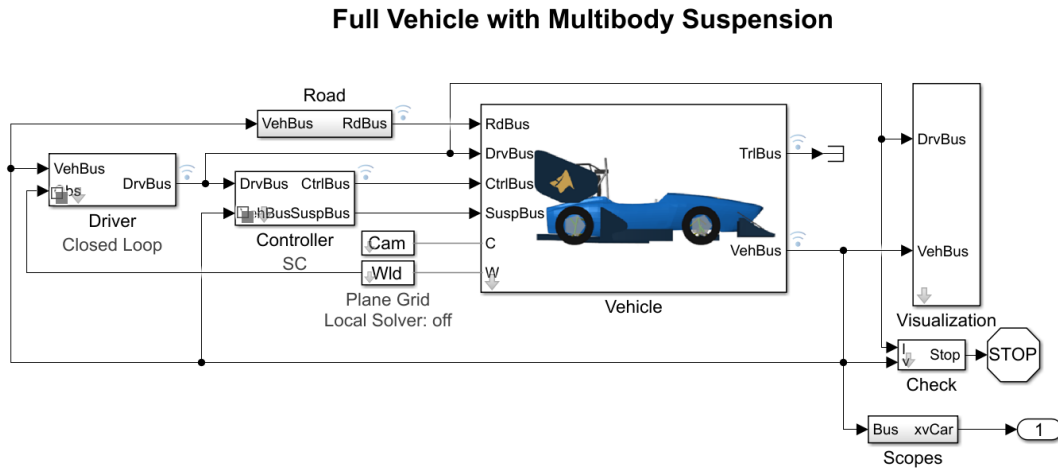 Full Vehicle with Multibody Suspension
Road
VehBus RdBus
RdBus
VehBus
DrvBus
Driver
Closed Loop
DrvBus CtrlBus
SuspBus
Controller
SC
Cam
Wld
Plane Grid
Local Solver: off
DrvBus
CtrlBus
SuspBus
C
W
TrlBus
VehBus
Vehicle
DrvBus
VehBus
Visualization
v
Stop
Check
STOP
Bus xvCar
Scopes
1